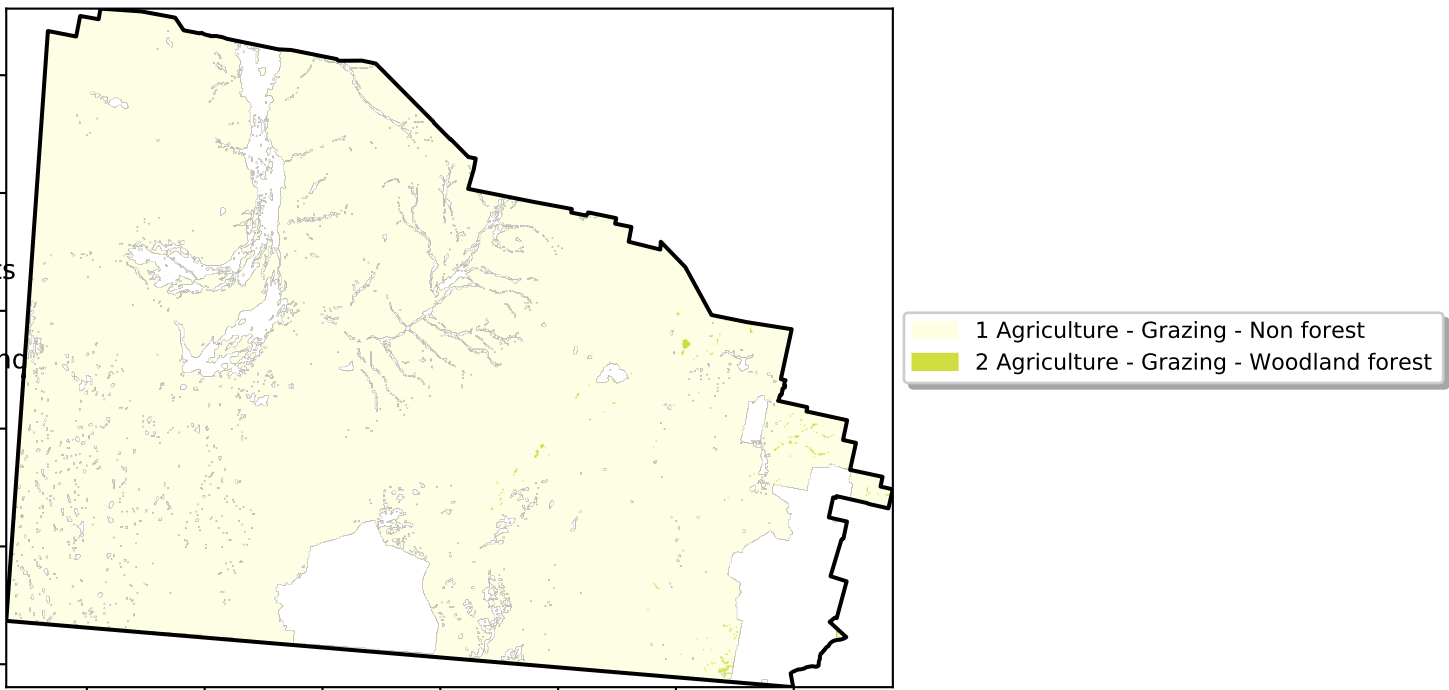 1 Agriculture - Grazing - Non forest
2 Agriculture - Grazing - Woodland forest